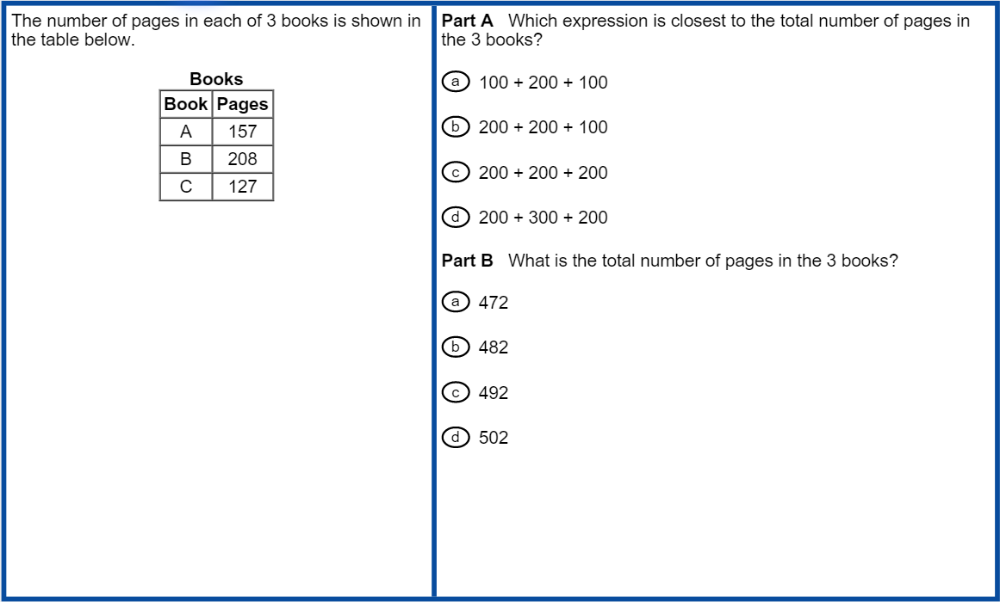 The number of pages in each of 3 books is shown in
the table below.
Books
Book Pages
A 157
B 208
C 127
Part A Which expression is closest to the total number of pages in
the 3 books?
a 100 + 200 + 100
b 200 + 200 + 100
c 200 + 200 + 200
d 200 + 300 + 200
Part B What is the total number of pages in the 3 books?
a 472
b 482
c 492
d 502